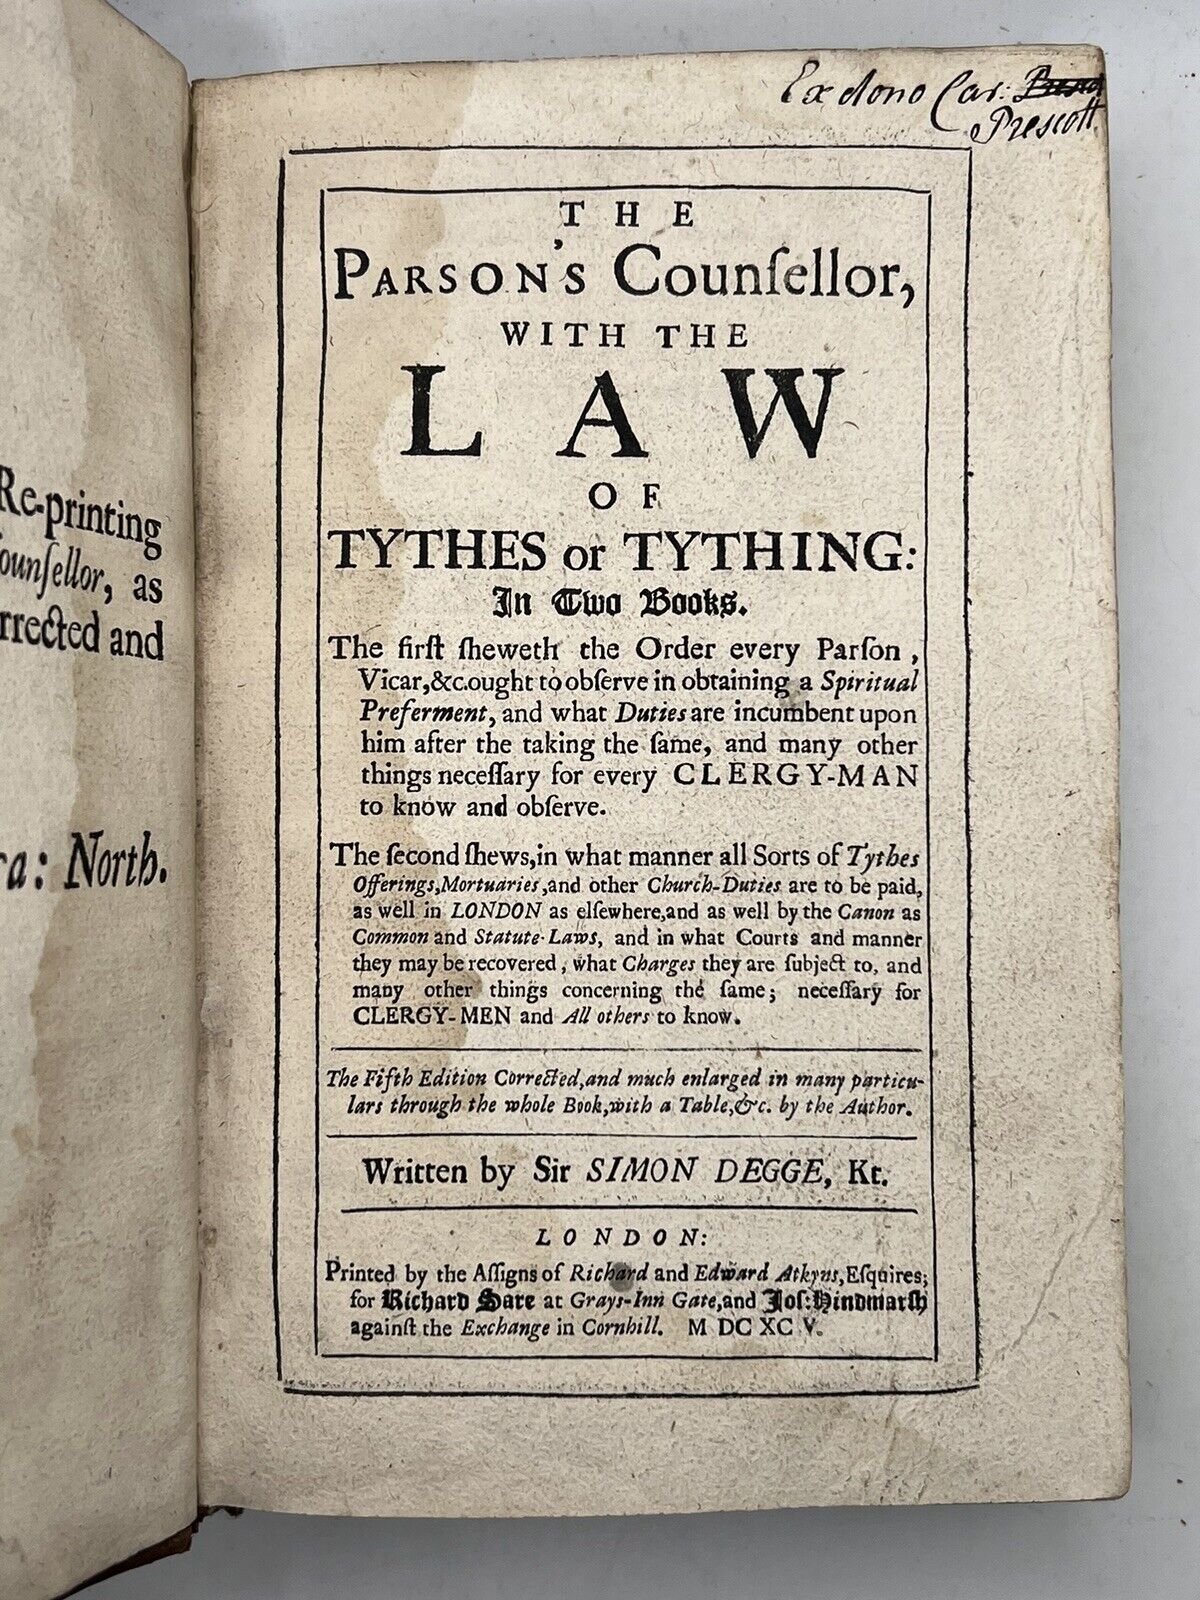 Re-printing
ounſellor, as
rrected and
a: North.
Ex dono Car:
Prescott
THE
PARSON'S Counſellor,
WITH THE
LAW
OF
TYTHES or TYTHING:
In Two Books.
The firſt ſheweth the Order every Parſon,
Vicar, &c. ought to obſerve in obtaining a Spiritual
Preferment, and what Duties are incumbent upon
him after the taking the ſame, and many other
things neceſſary for every CLERGY-MAN
to know and obſerve.
The ſecond ſhews, in what manner all Sorts of Tythes
Offerings, Mortuaries, and other Church-Duties are to be paid,
as well in LONDON as elſewhere, and as well by the Canon as
Common and Statute-Laws, and in what Courts and manner
they may be recovered, what Charges they are ſubject to, and
many other things concerning the ſame; neceſſary for
CLERGY-MEN and All others to know.
The Fifth Edition Corrected, and much enlarged in many particu-
lars through the whole Book, with a Table, &c. by the Author.
Written by Sir SIMON DEGGE, Kt.
LONDON:
Printed by the Aſſigns of Richard and Edward Atkyns, Eſquires;
for Richard Sare at Grays-Inn Gate, and Joſ: Hindmarſh
againſt the Exchange in Cornhill. M DC XC V.